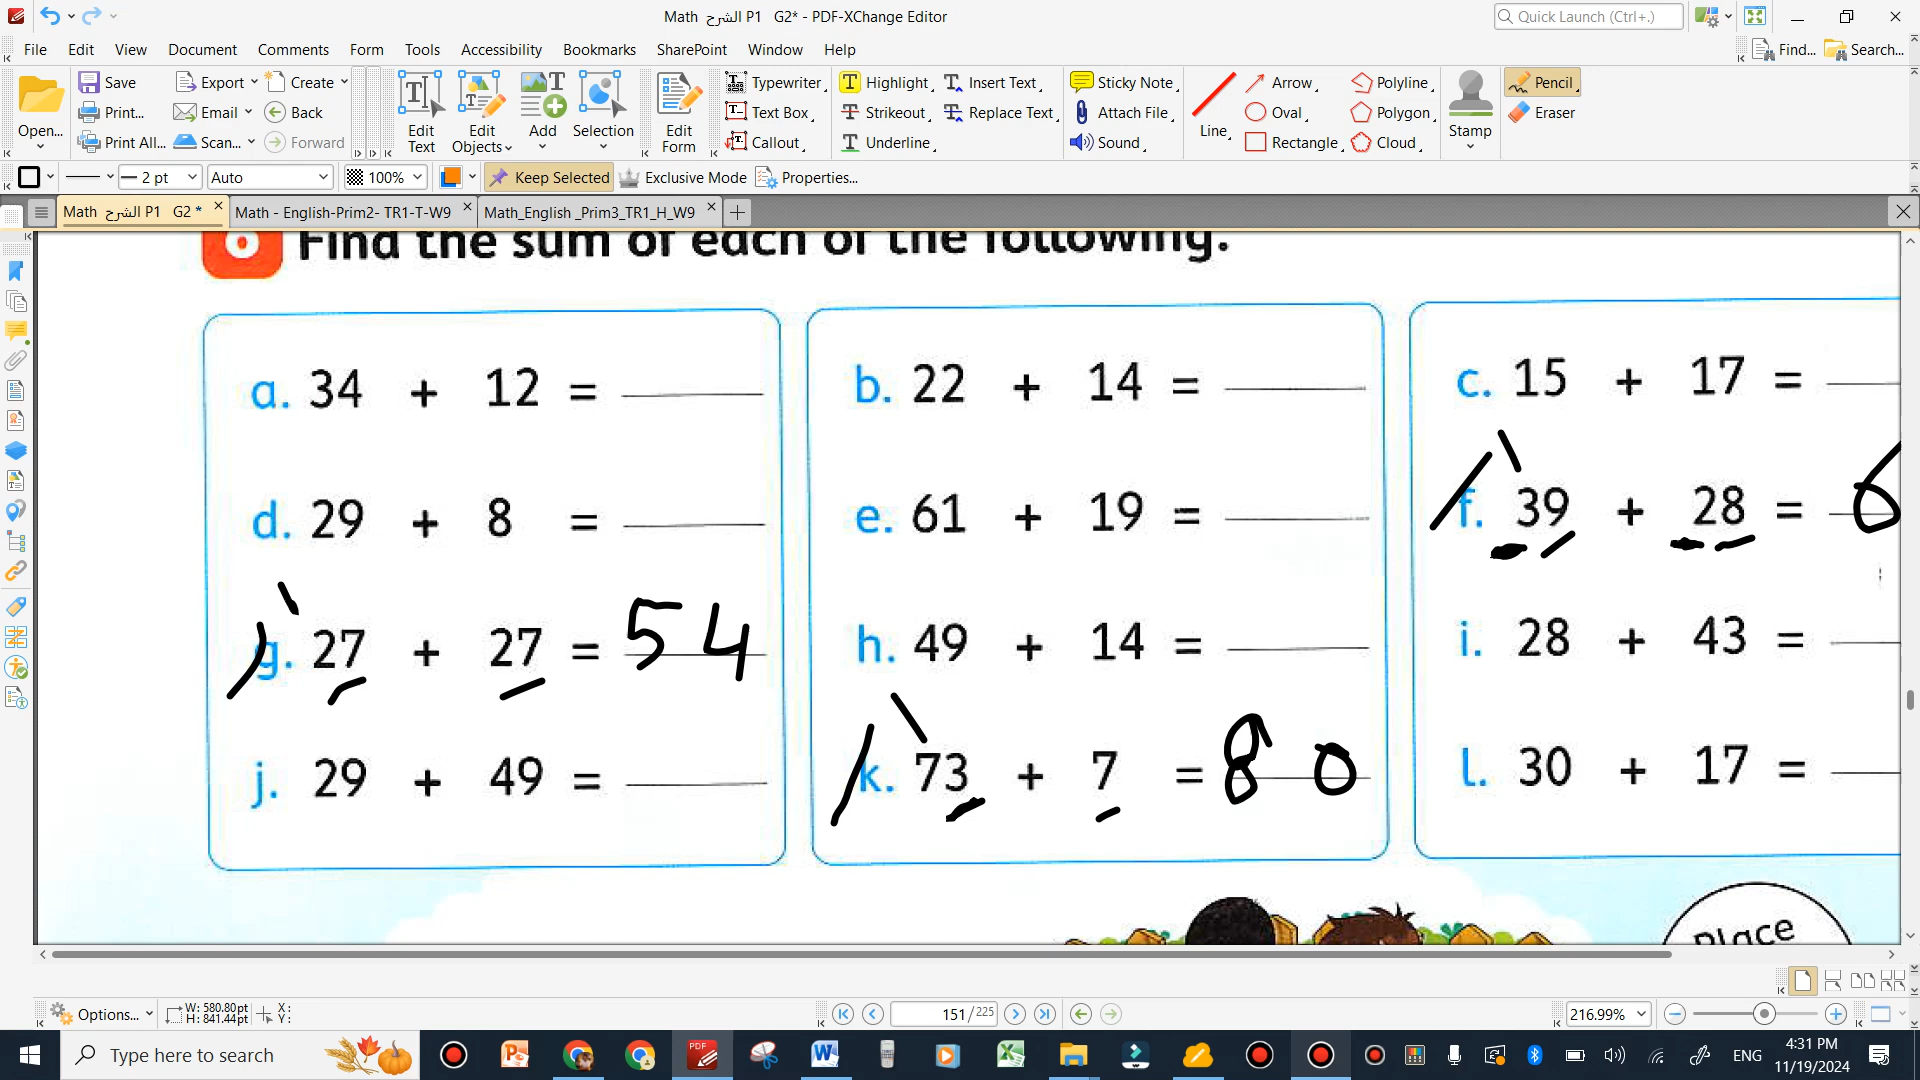 Math الشرح P1 G2* - PDF-XChange Editor
Quick Launch (Ctrl+.)
File Edit View Document Comments Form Tools Accessibility Bookmarks SharePoint Window Help
Find... Search...
Open... Save Export Create Print... Email Back Print All... Scan... Forward
Edit Text Edit Objects Add Selection Edit Form
Typewriter Highlight Insert Text Sticky Note Arrow Polyline Pencil
Text Box Strikeout Replace Text Attach File Oval Polygon Eraser
Callout Underline Sound Line Rectangle Cloud Stamp
2 pt Auto 100% Keep Selected Exclusive Mode Properties...
Math الشرح P1 G2 * Math - English-Prim2- TR1-T-W9 Math_English _Prim3_TR1_H_W9
Find the sum of each of the following.
a. 34 + 12 = b. 22 + 14 = c. 15 + 17 =
d. 29 + 8 = e. 61 + 19 = f. 39 + 28 = 6
g. 27 + 27 = 54 h. 49 + 14 = i. 28 + 43 =
j. 29 + 49 = k. 73 + 7 = 80 l. 30 + 17 =
Place
Options... W: 580.80pt H: 841.44pt X: Y: 151 / 225 216.99%
Type here to search ENG 4:31 PM 11/19/2024